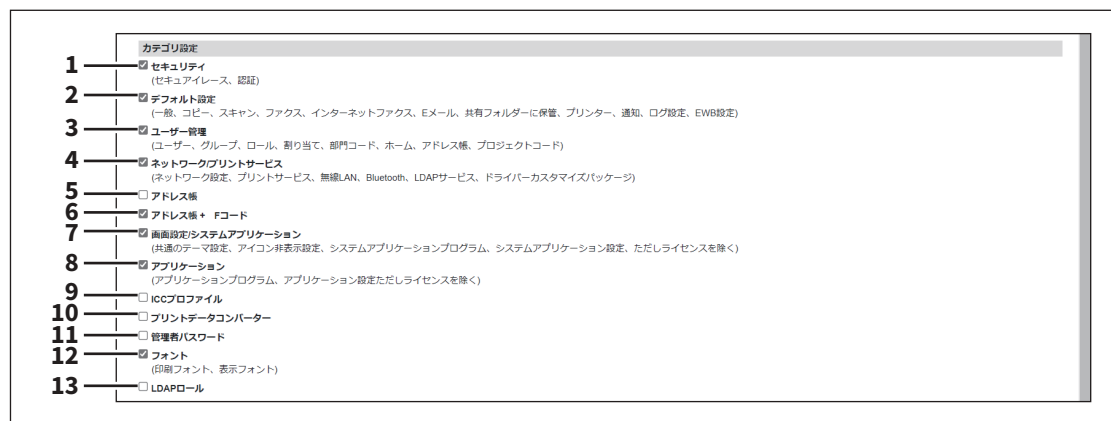 カテゴリ設定
1 セキュリティ
(セキュアイレース、認証)
2 デフォルト設定
(一般、コピー、スキャン、ファクス、インターネットファクス、Eメール、共有フォルダーに保管、プリンター、通知、ログ設定、EWB設定)
3 ユーザー管理
(ユーザー、グループ、ロール、割り当て、部門コード、ホーム、アドレス帳、プロジェクトコード)
4 ネットワーク/プリントサービス
(ネットワーク設定、プリントサービス、無線LAN、Bluetooth、LDAPサービス、ドライバーカスタマイズパッケージ)
5 アドレス帳
6 アドレス帳 + Fコード
7 画面設定/システムアプリケーション
(共通のテーマ設定、アイコン非表示設定、システムアプリケーションプログラム、システムアプリケーション設定、ただしライセンスを除く)
8 アプリケーション
(アプリケーションプログラム、アプリケーション設定ただしライセンスを除く)
9 ICCプロファイル
10 プリントデータコンバーター
11 管理者パスワード
12 フォント
(印刷フォント、表示フォント)
13 LDAPロール